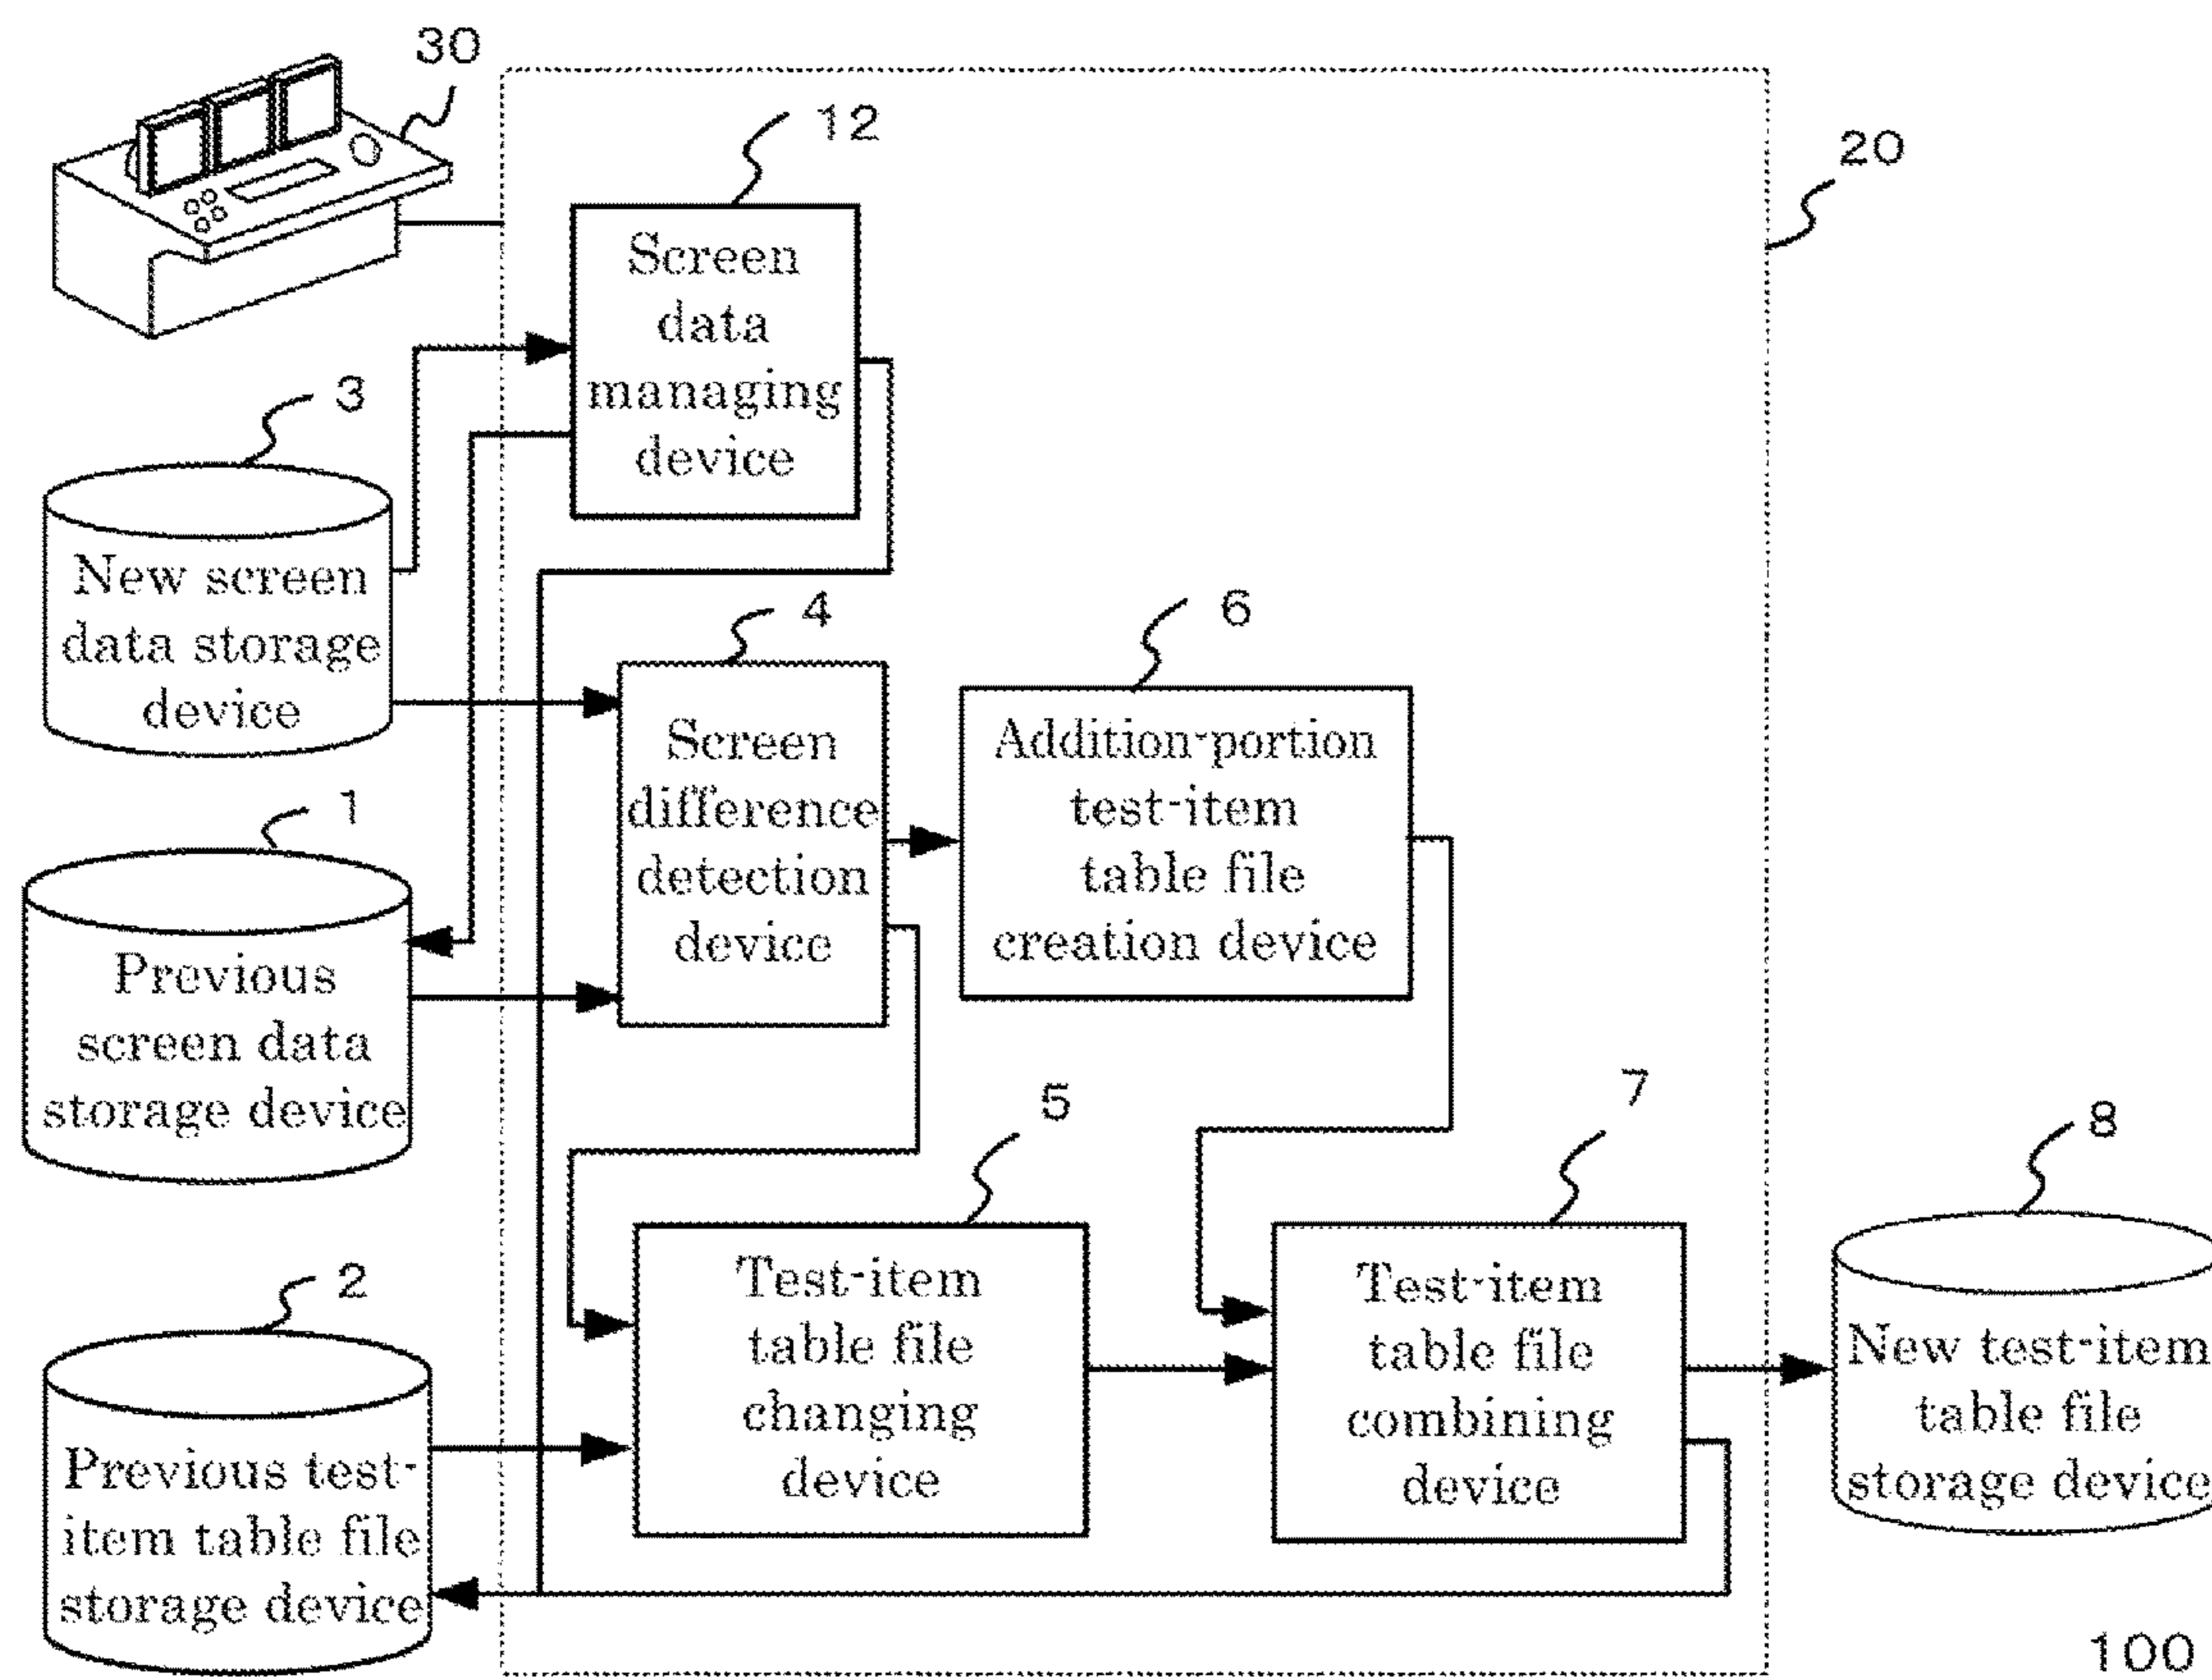 30
12
20
Screen
data
managing
device
3
New screen
data storage
device
4
Screen
difference
detection
device
6
Addition-portion
test-item
table file
creation device
1
Previous
screen data
storage device
5
Test-item
table file
changing
device
7
Test-item
table file
combining
device
8
New test-item
table file
storage device
2
Previous test-
item table file
storage device
100